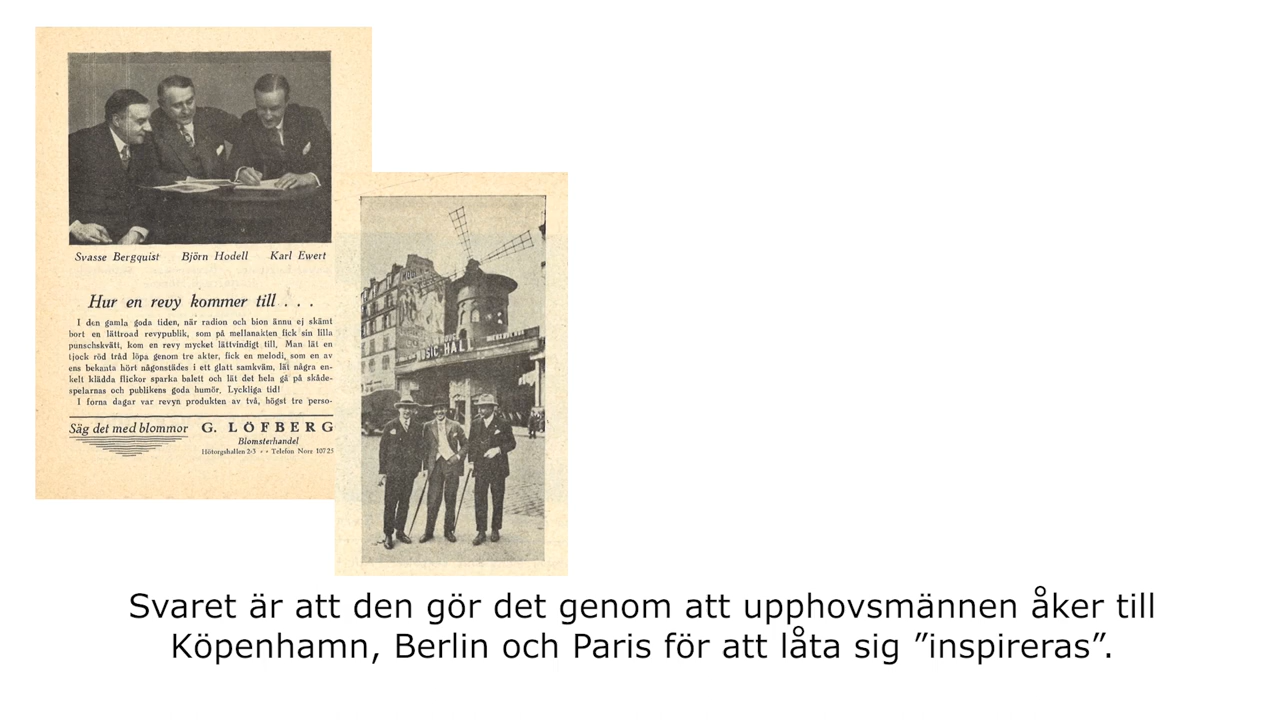 Svasse Bergquist Björn Hodell Karl Ewert
Hur en revy kommer till . . .
I den gamla goda tiden, när radion och bion ännu ej skämt
bort en lättroad revypublik, som på mellanakten fick sin lilla
punschskvätt, kom en revy mycket lättvindigt till. Man lät en
tjock röd tråd löpa genom tre akter, fick en melodi, som en av
ens bekanta hört någonstädes i ett glatt samkväm, lät några en-
kelt klädda flickor sparka balett och lät det hela gå på skåde-
spelarnas och publikens goda humör. Lyckliga tid!
I forna dagar var revyn produkten av två, högst tre perso-
Säg det med blommor G. LÖFBERG
Blomsterhandel
Hötorgshallen 2-3 - - Telefon Norr 10725
MUSIC-HALL
Svaret är att den gör det genom att upphovsmännen åker till
Köpenhamn, Berlin och Paris för att låta sig ”inspireras”.